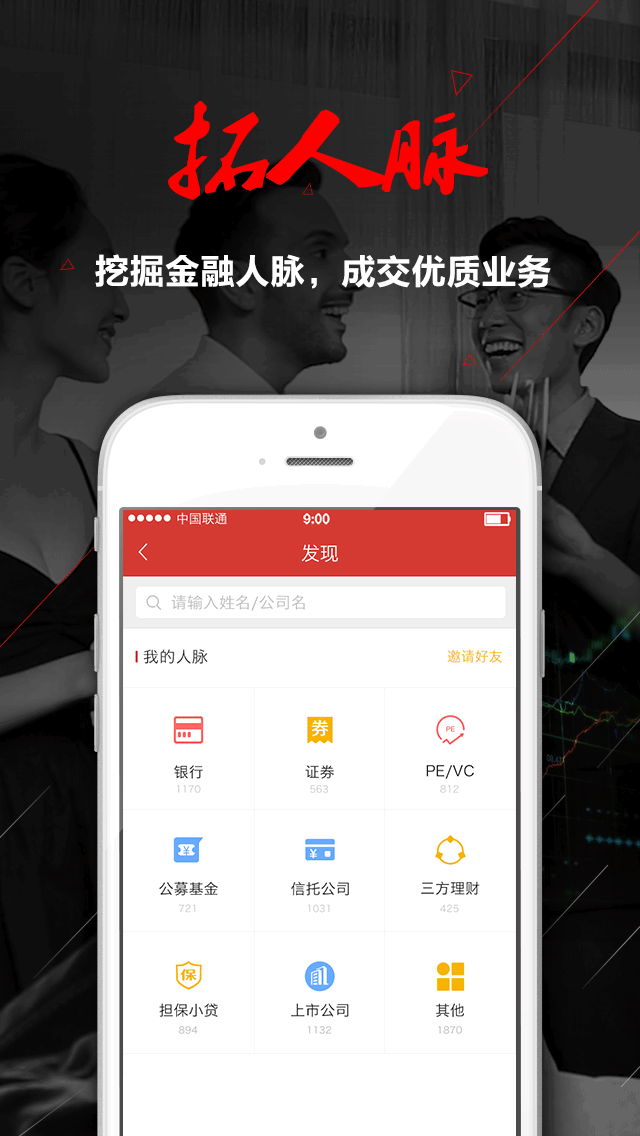 拓人脉
挖掘金融人脉，成交优质业务
中国联通 9:00
发现
请输入姓名/公司名
我的人脉 邀请好友
券 PE
银行 证券 PE/VC
1170 563 812
¥ ¥
公募基金 信托公司 三方理财
721 1031 425
保
担保小贷 上市公司 其他
894 1132 1870